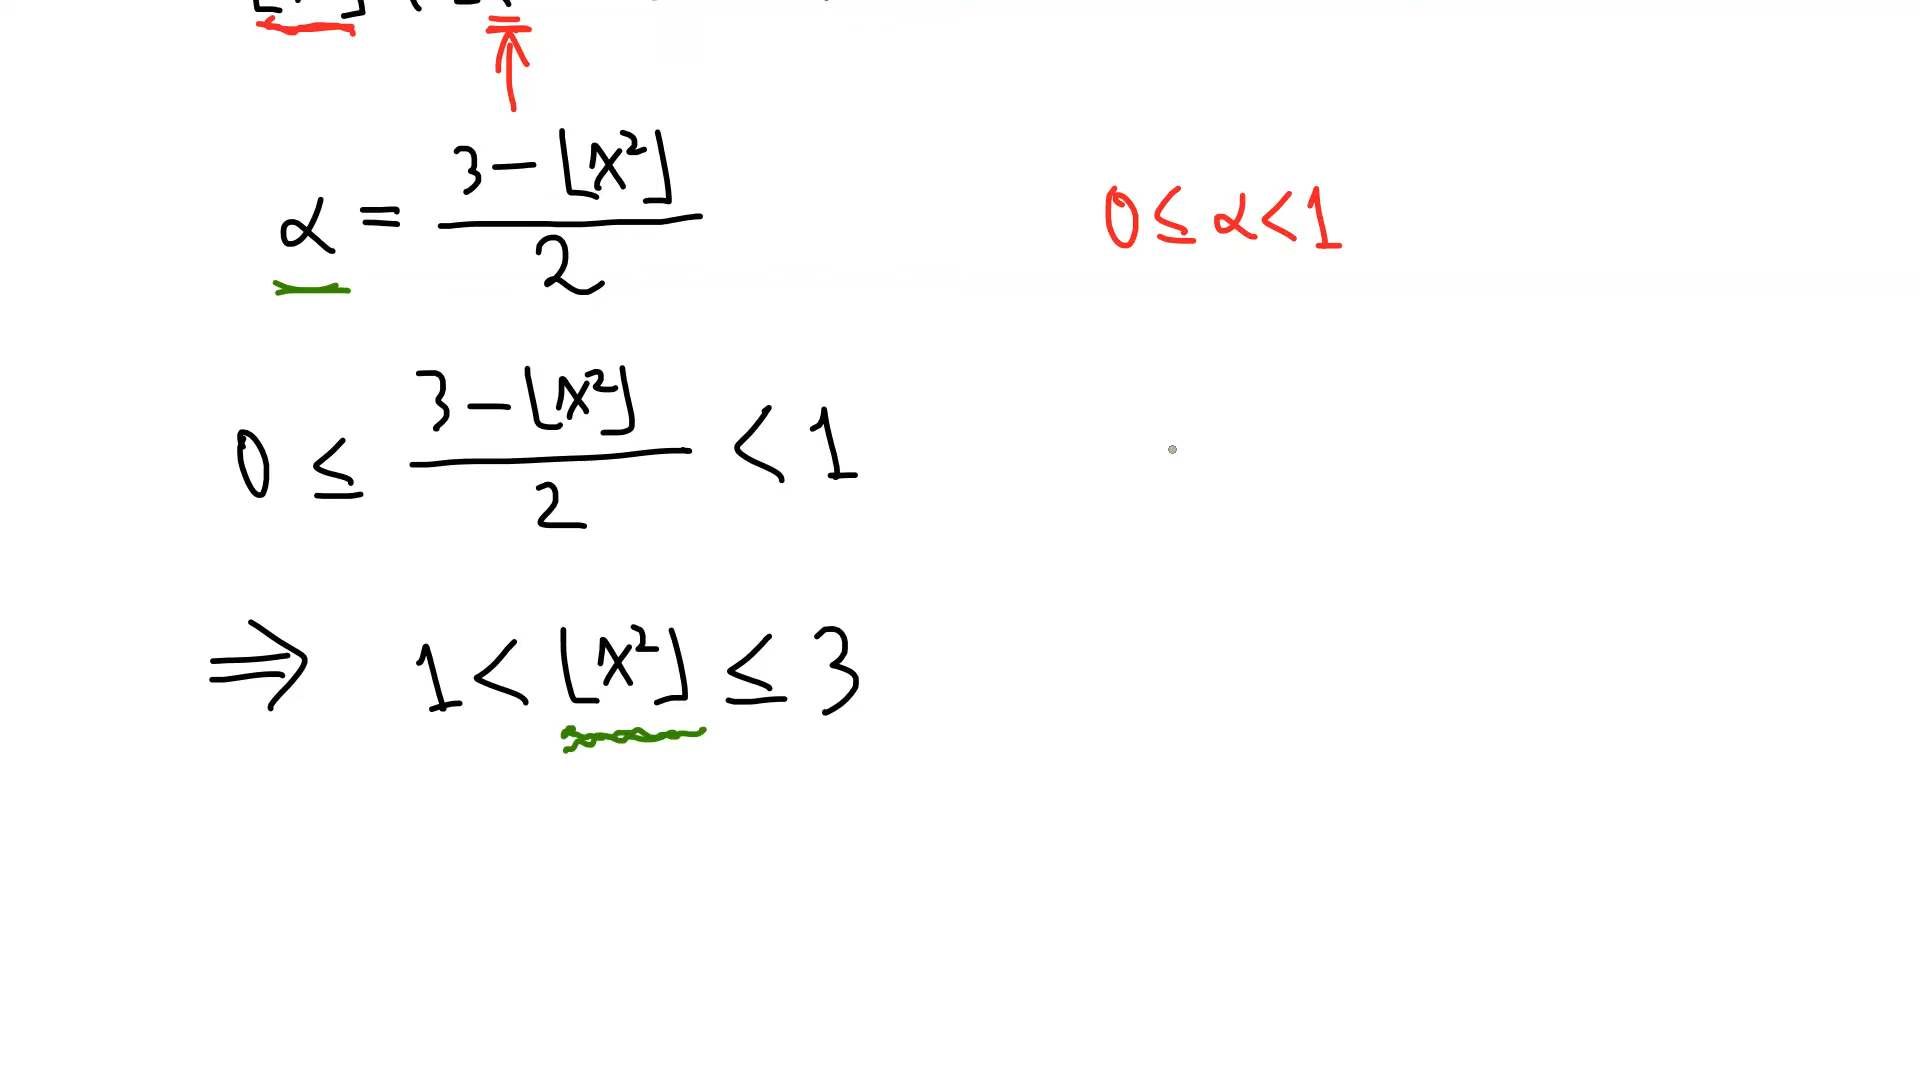 α = (3 − ⌊x²⌋) / 2
0 ≤ α < 1
0 ≤ (3 − ⌊x²⌋) / 2 < 1
⇒ 1 < ⌊x²⌋ ≤ 3